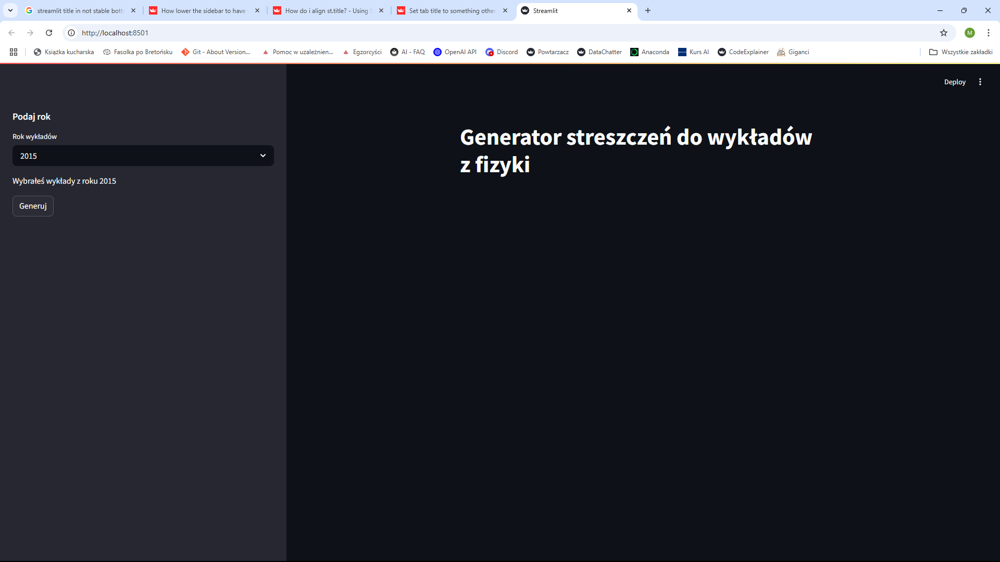 streamlit title in not stable botto
How lower the sidebar to have
How do i align st.title? - Using S
Set tab title to something other
Streamlit
http://localhost:8501
M
Książka kucharska
Fasolka po Bretońsku
Git - About Version...
Pomoc w uzależnien...
Egzorcyści
AI - FAQ
OpenAI API
Discord
Powtarzacz
DataChatter
Anaconda
Kurs AI
CodeExplainer
Giganci
Wszystkie zakładki
Deploy
Podaj rok
Rok wykładów
2015
Wybrałeś wykłady z roku 2015
Generuj
Generator streszczeń do wykładów
z fizyki